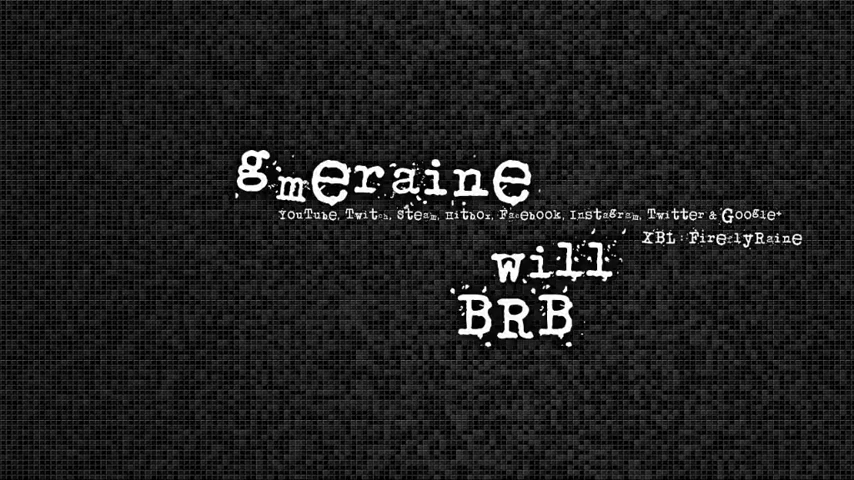 gmeraine
YouTube, Twitch, Steam, Hitbox, Facebook, Instagram, Twitter & Google+
XBL : FireflyRaine
will
BRB